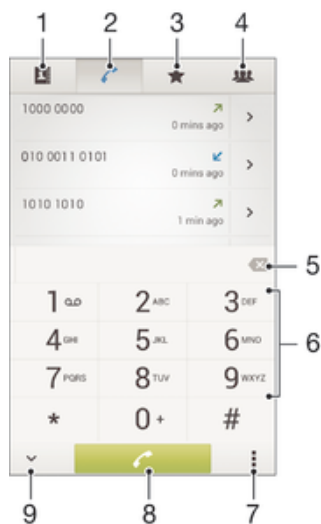 1 2 3 4
1000 0000
0 mins ago
010 0011 0101
0 mins ago
1010 1010
1 min ago
5
1 2 ABC 3 DEF
4 GHI 5 JKL 6 MNO
6
7 PQRS 8 TUV 9 WXYZ
* 0 + #
9 8 7